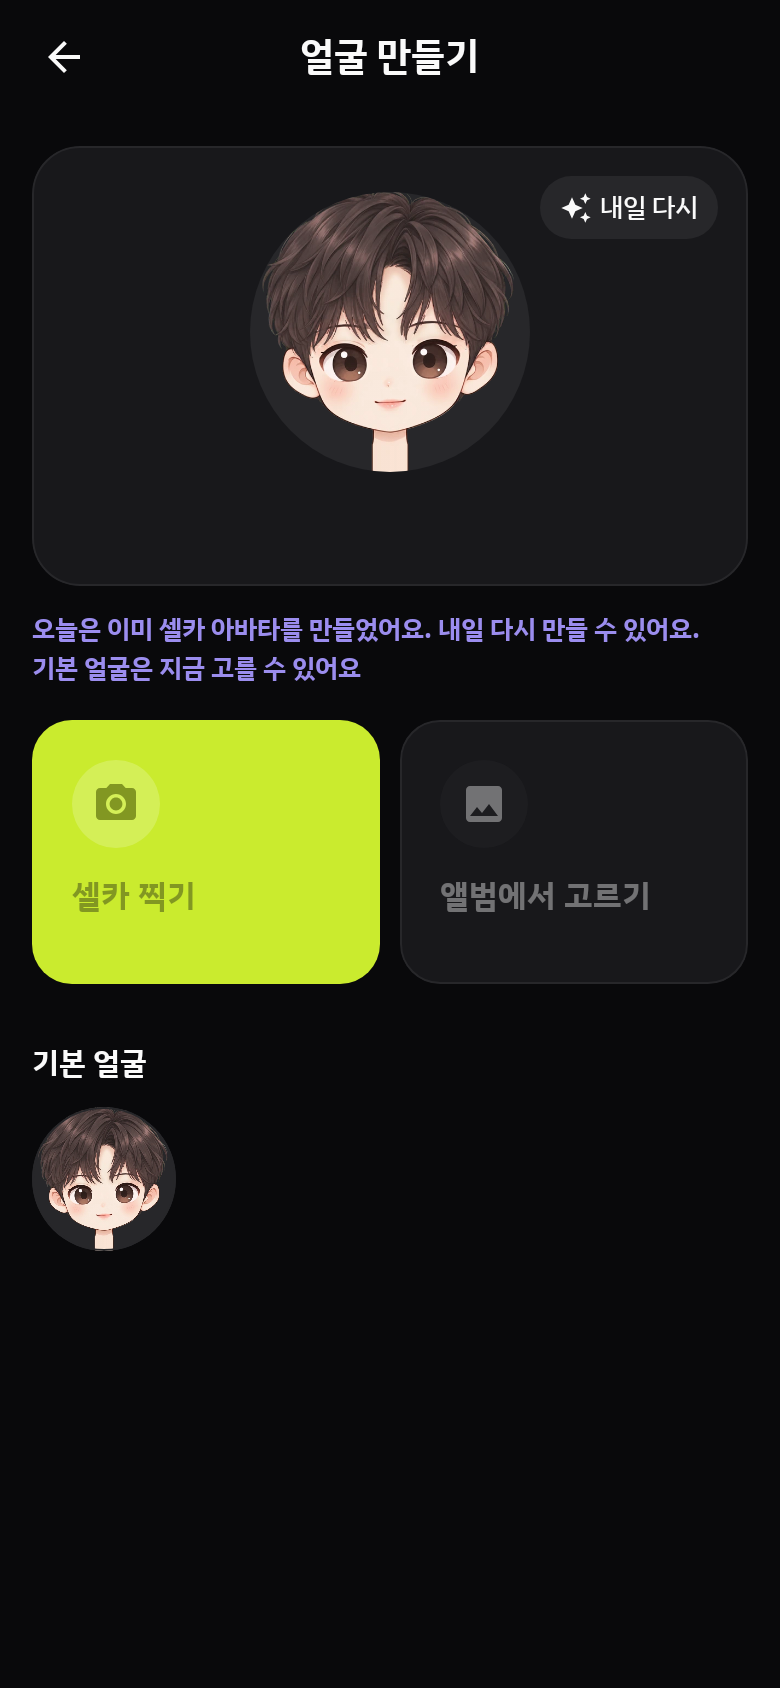 얼굴 만들기
내일 다시
오늘은 이미 셀카 아바타를 만들었어요. 내일 다시 만들 수 있어요.
기본 얼굴은 지금 고를 수 있어요
셀카 찍기
앨범에서 고르기
기본 얼굴